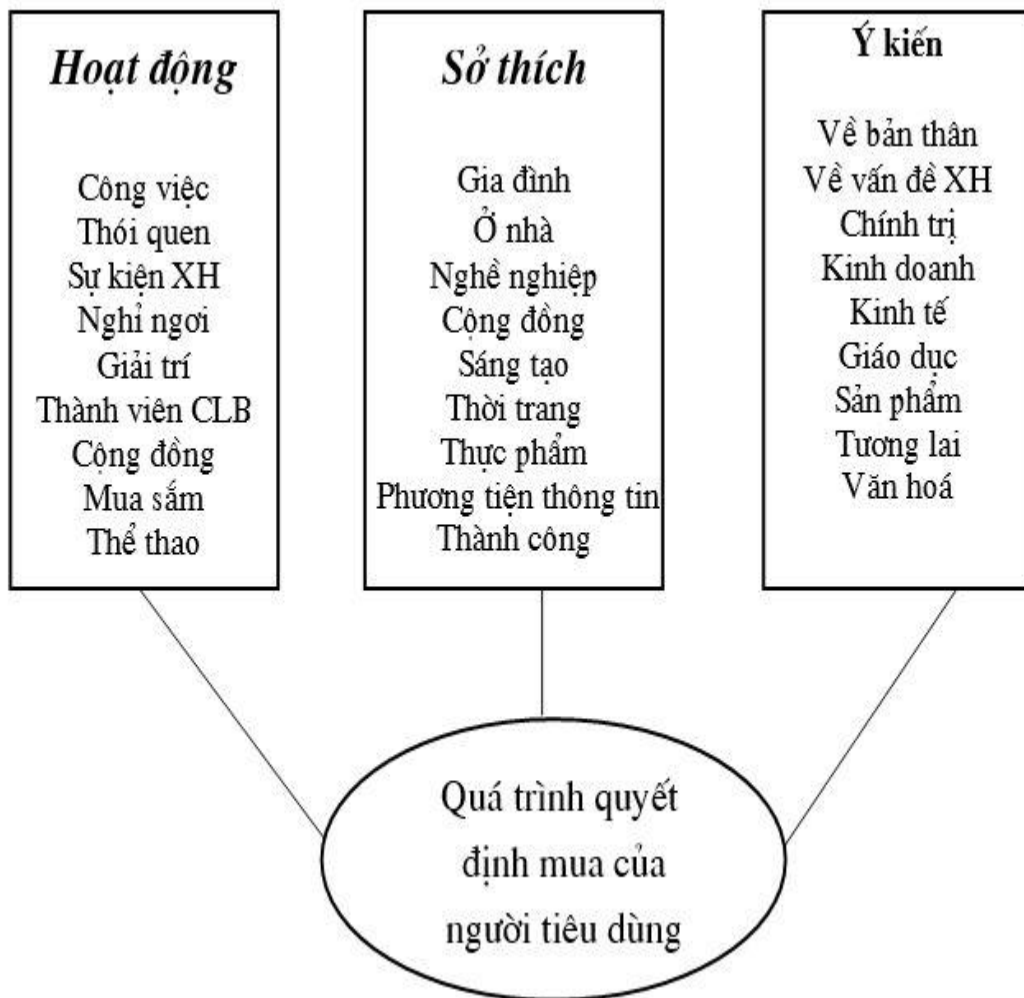 Hoạt động
Công việc
Thói quen
Sự kiện XH
Nghỉ ngơi
Giải trí
Thành viên CLB
Cộng đồng
Mua sắm
Thể thao
Sở thích
Gia đình
Ở nhà
Nghề nghiệp
Cộng đồng
Sáng tạo
Thời trang
Thực phẩm
Phương tiện thông tin
Thành công
Ý kiến
Về bản thân
Về vấn đề XH
Chính trị
Kinh doanh
Kinh tế
Giáo dục
Sản phẩm
Tương lai
Văn hoá
Quá trình quyết
định mua của
người tiêu dùng